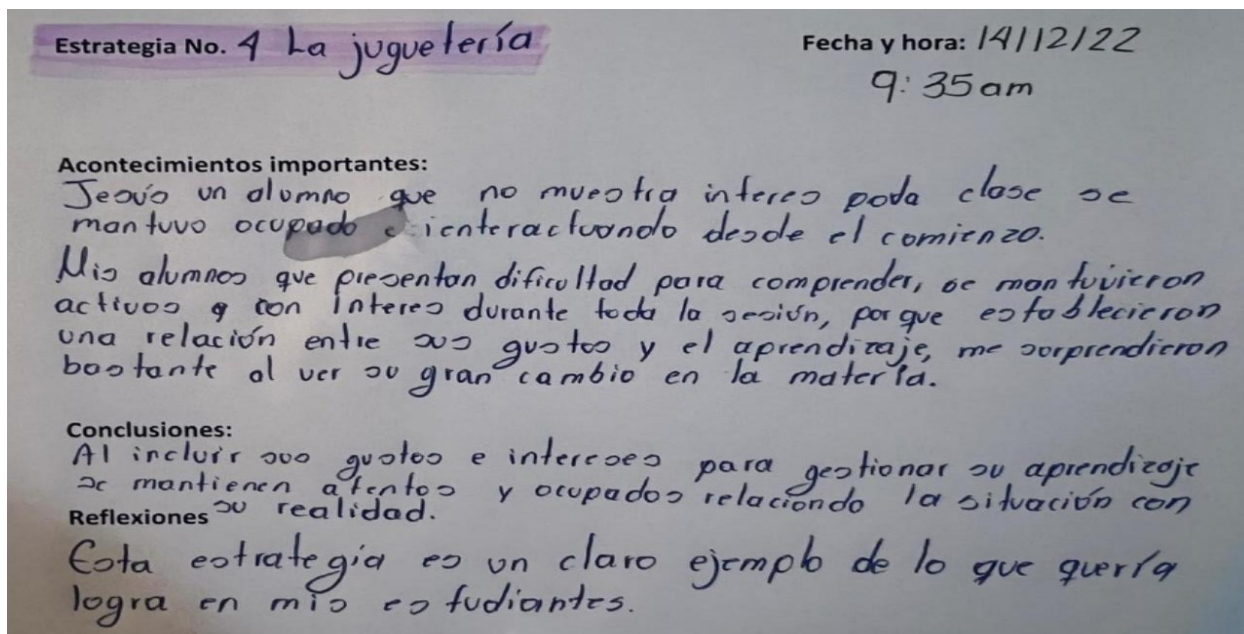 Estrategia No. 4 La juguetería
Fecha y hora: 14/12/22
9:35am
Acontecimientos importantes:
Jesús un alumno que no muestra interes poda clase se
mantuvo ocupado e ienteractuando desde el comienzo.
Mis alumnos que presentan dificultad para comprender, se mantuvieron
activos y con interes durante toda la sesión, porque establecieron
una relación entre sus gustos y el aprendizaje, me sorprendieron
bastante al ver su gran cambio en la materia.
Conclusiones:
Al incluir sus gustos e intereses para gestionar su aprendizaje
se mantienen atentos y ocupados relaciondo la situación con
su realidad.
Reflexiones
Esta estrategia es un claro ejemplo de lo que quería
logra en mis estudiantes.